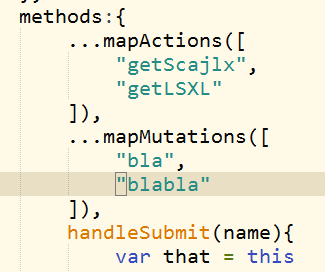 methods:{
...mapActions([
"getScajlx",
"getLSXL"
]),
...mapMutations([
"bla",
"blabla"
]),
handleSubmit(name){
var that = this